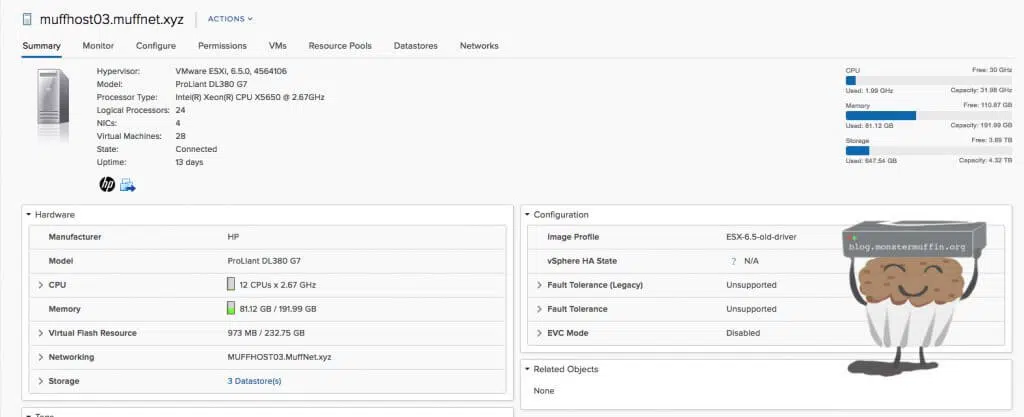 muffhost03.muffnet.xyz ACTIONS
Summary Monitor Configure Permissions VMs Resource Pools Datastores Networks
Hypervisor: VMware ESXi, 6.5.0, 4564106
Model: ProLiant DL380 G7
Processor Type: Intel(R) Xeon(R) CPU X5650 @ 2.67GHz
Logical Processors: 24
NICs: 4
Virtual Machines: 28
State: Connected
Uptime: 13 days
hp
CPU Free: 30 GHz
Used: 1.99 GHz Capacity: 31.98 GHz
Memory Free: 110.87 GB
Used: 81.12 GB Capacity: 191.99 GB
Storage Free: 3.69 TB
Used: 647.54 GB Capacity: 4.32 TB
Hardware
Manufacturer HP
Model ProLiant DL380 G7
CPU 12 CPUs x 2.67 GHz
Memory 81.12 GB / 191.99 GB
Virtual Flash Resource 973 MB / 232.75 GB
Networking MUFFHOST03.MuffNet.xyz
Storage 3 Datastore(s)
Configuration
Image Profile ESX-6.5-old-driver
vSphere HA State ? N/A
Fault Tolerance (Legacy) Unsupported
Fault Tolerance Unsupported
EVC Mode Disabled
Related Objects
None
blog.monstermuffin.org